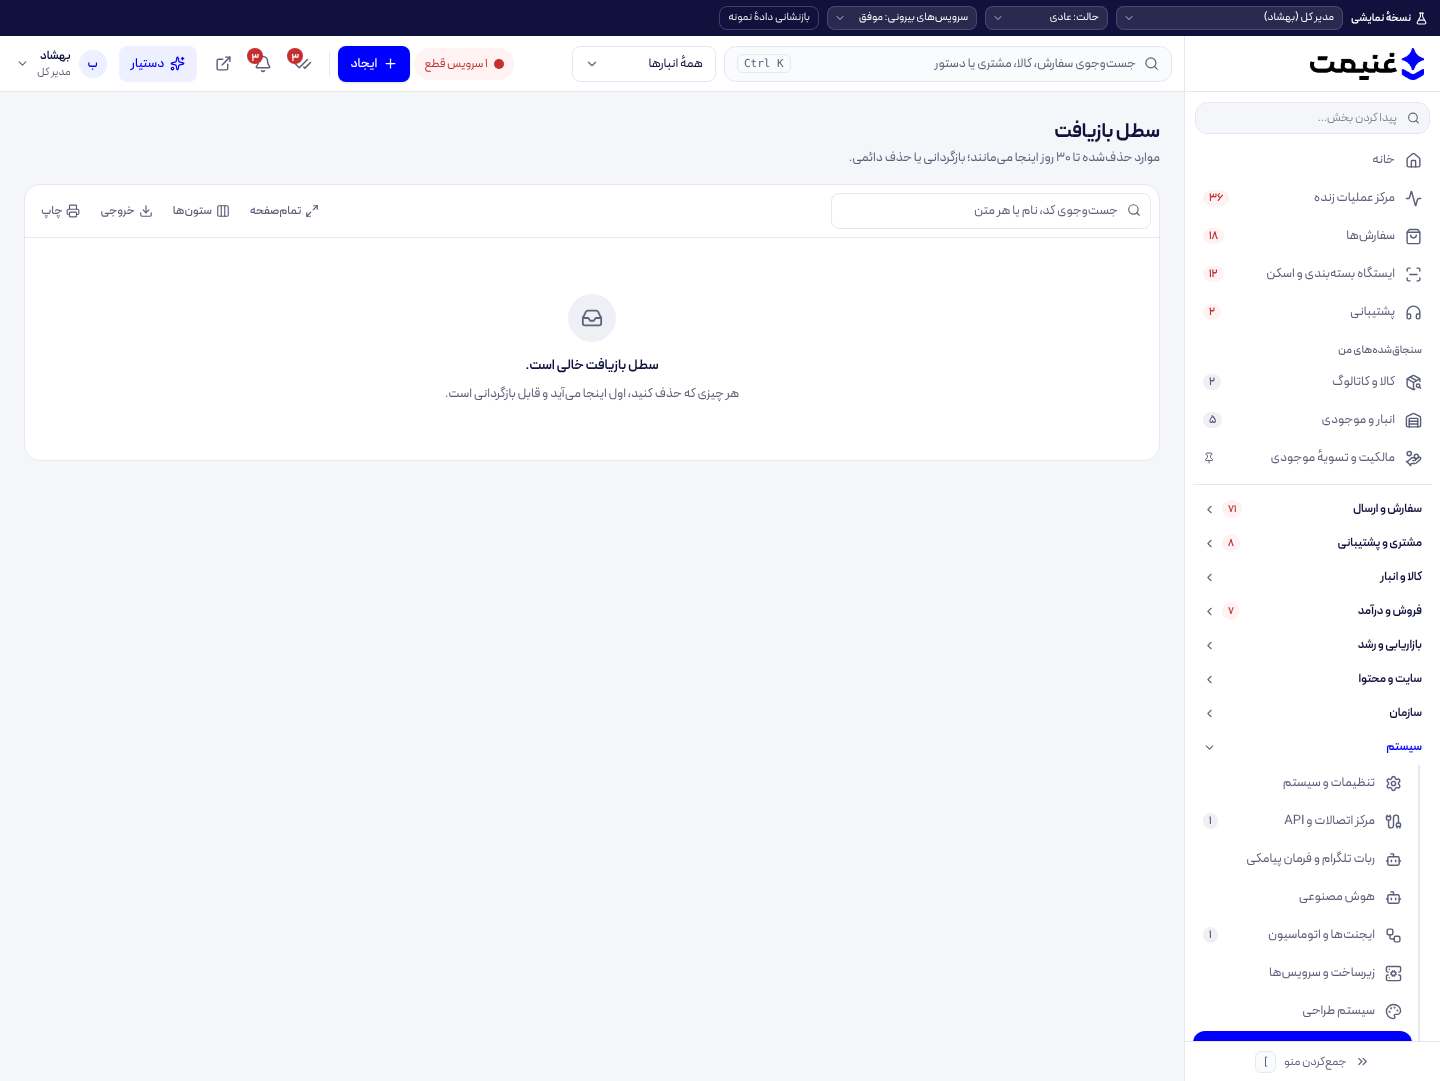 نسخهٔ نمایشی
مدیر کل (بهشاد)
حالت: عادی
سرویس‌های بیرونی: موفق
بازنشانی دادهٔ نمونه
غنیمت
جست‌وجوی سفارش، کالا، مشتری یا دستور
Ctrl K
همهٔ انبارها
۱ سرویس قطع
ایجاد
۳
۳
دستیار
ب
بهشاد
مدیر کل
پیدا کردن بخش...
خانه
مرکز عملیات زنده ۳۶
سفارش‌ها ۱۸
ایستگاه بسته‌بندی و اسکن ۱۲
پشتیبانی ۲
سنجاق‌شده‌های من
کالا و کاتالوگ ۲
انبار و موجودی ۵
مالکیت و تسویهٔ موجودی
سفارش و ارسال ۷۱
مشتری و پشتیبانی ۸
کالا و انبار
فروش و درآمد ۷
بازاریابی و رشد
سایت و محتوا
سازمان
سیستم
تنظیمات و سیستم
مرکز اتصالات و API ۱
ربات تلگرام و فرمان پیامکی
هوش مصنوعی
ایجنت‌ها و اتوماسیون ۱
زیرساخت و سرویس‌ها
سیستم طراحی
جمع‌کردن منو [
سطل بازیافت
موارد حذف‌شده تا ۳۰ روز اینجا می‌مانند؛ بازگردانی یا حذف دائمی.
جست‌وجوی کد، نام یا هر متن
تمام‌صفحه
ستون‌ها
خروجی
چاپ
سطل بازیافت خالی است.
هر چیزی که حذف کنید، اول اینجا می‌آید و قابل بازگردانی است.